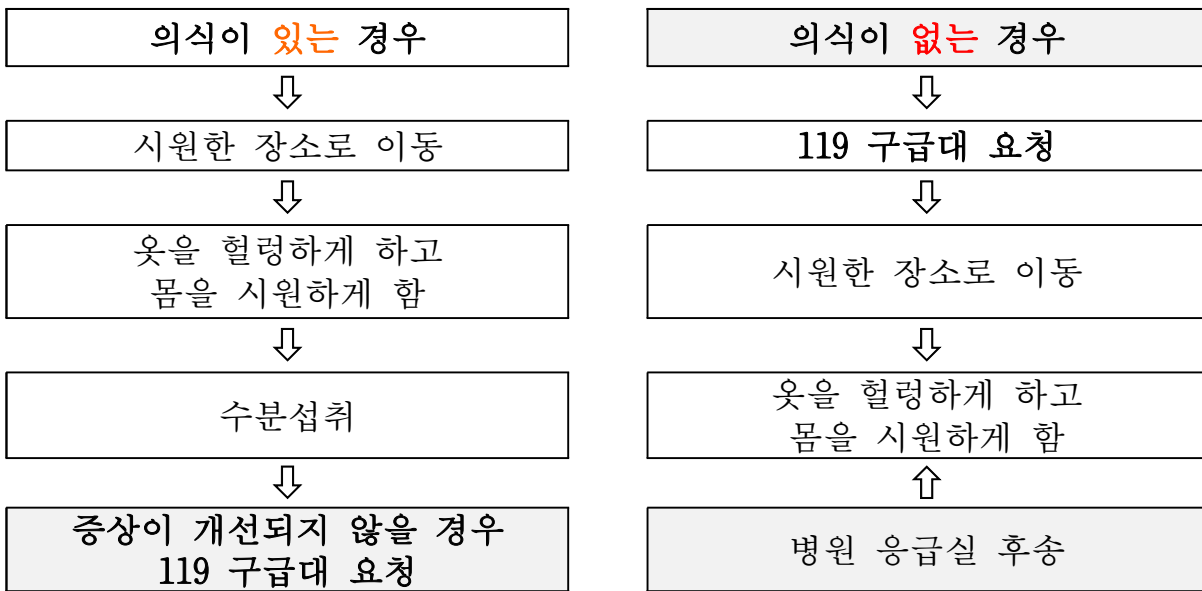 의식이 있는 경우
⇩
시원한 장소로 이동
⇩
옷을 헐렁하게 하고
몸을 시원하게 함
⇩
수분섭취
⇩
증상이 개선되지 않을 경우
119 구급대 요청
의식이 없는 경우
⇩
119 구급대 요청
⇩
시원한 장소로 이동
⇩
옷을 헐렁하게 하고
몸을 시원하게 함
⇧
병원 응급실 후송